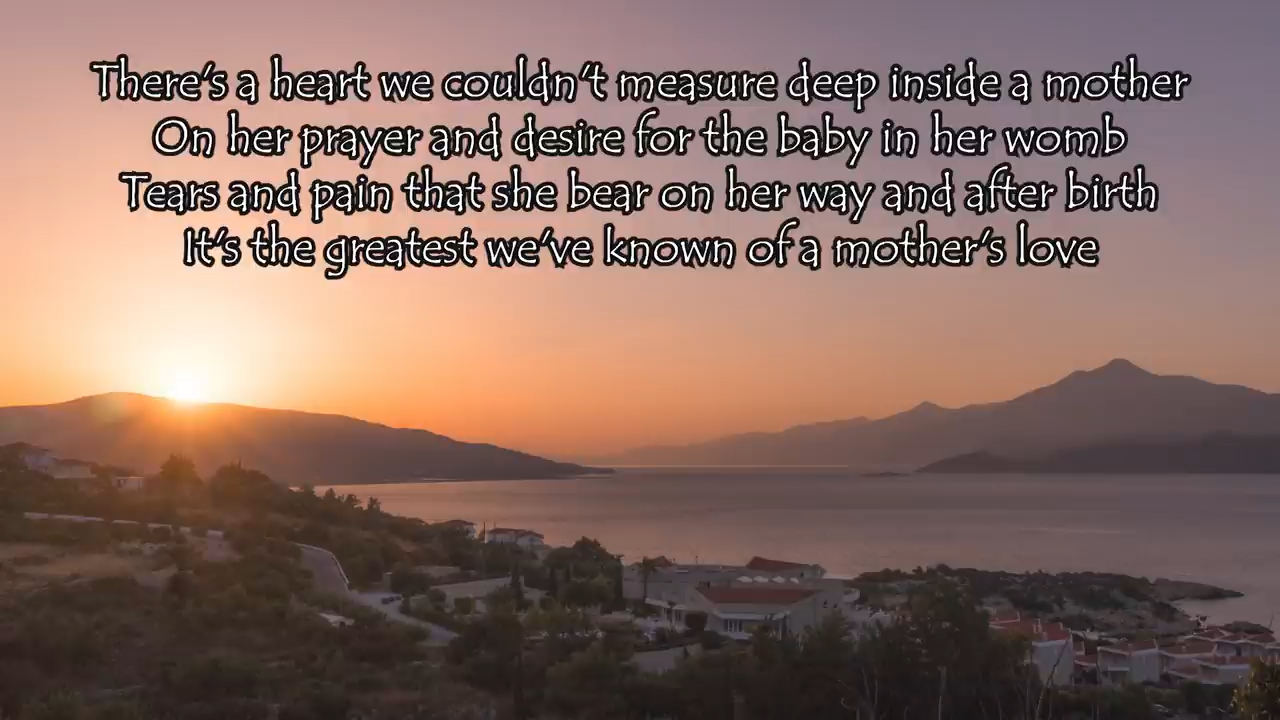 There's a heart we couldn't measure deep inside a mother
On her prayer and desire for the baby in her womb
Tears and pain that she bear on her way and after birth
It's the greatest we've known of a mother's love